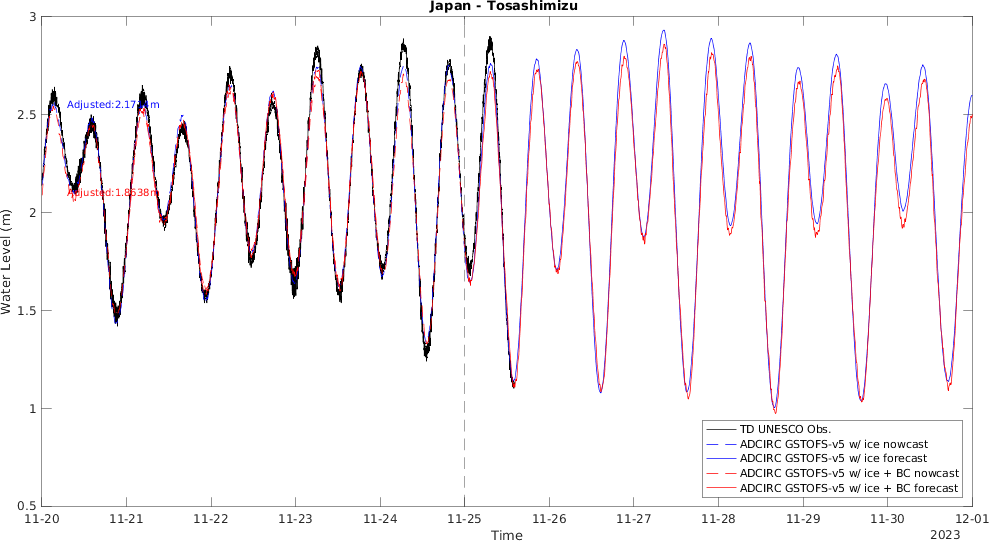 Japan - Tosashimizu
Water Level (m)
3
2.5
2
1.5
1
0.5
Adjusted:
m
Adjusted:1.8638m
TD UNESCO Obs.
ADCIRC GSTOFS-v5 w/ ice nowcast
ADCIRC GSTOFS-v5 w/ ice forecast
ADCIRC GSTOFS-v5 w/ ice + BC nowcast
ADCIRC GSTOFS-v5 w/ ice + BC forecast
11-20 11-21 11-22 11-23 11-24 11-25 11-26 11-27 11-28 11-29 11-30 12-01
Time
2023